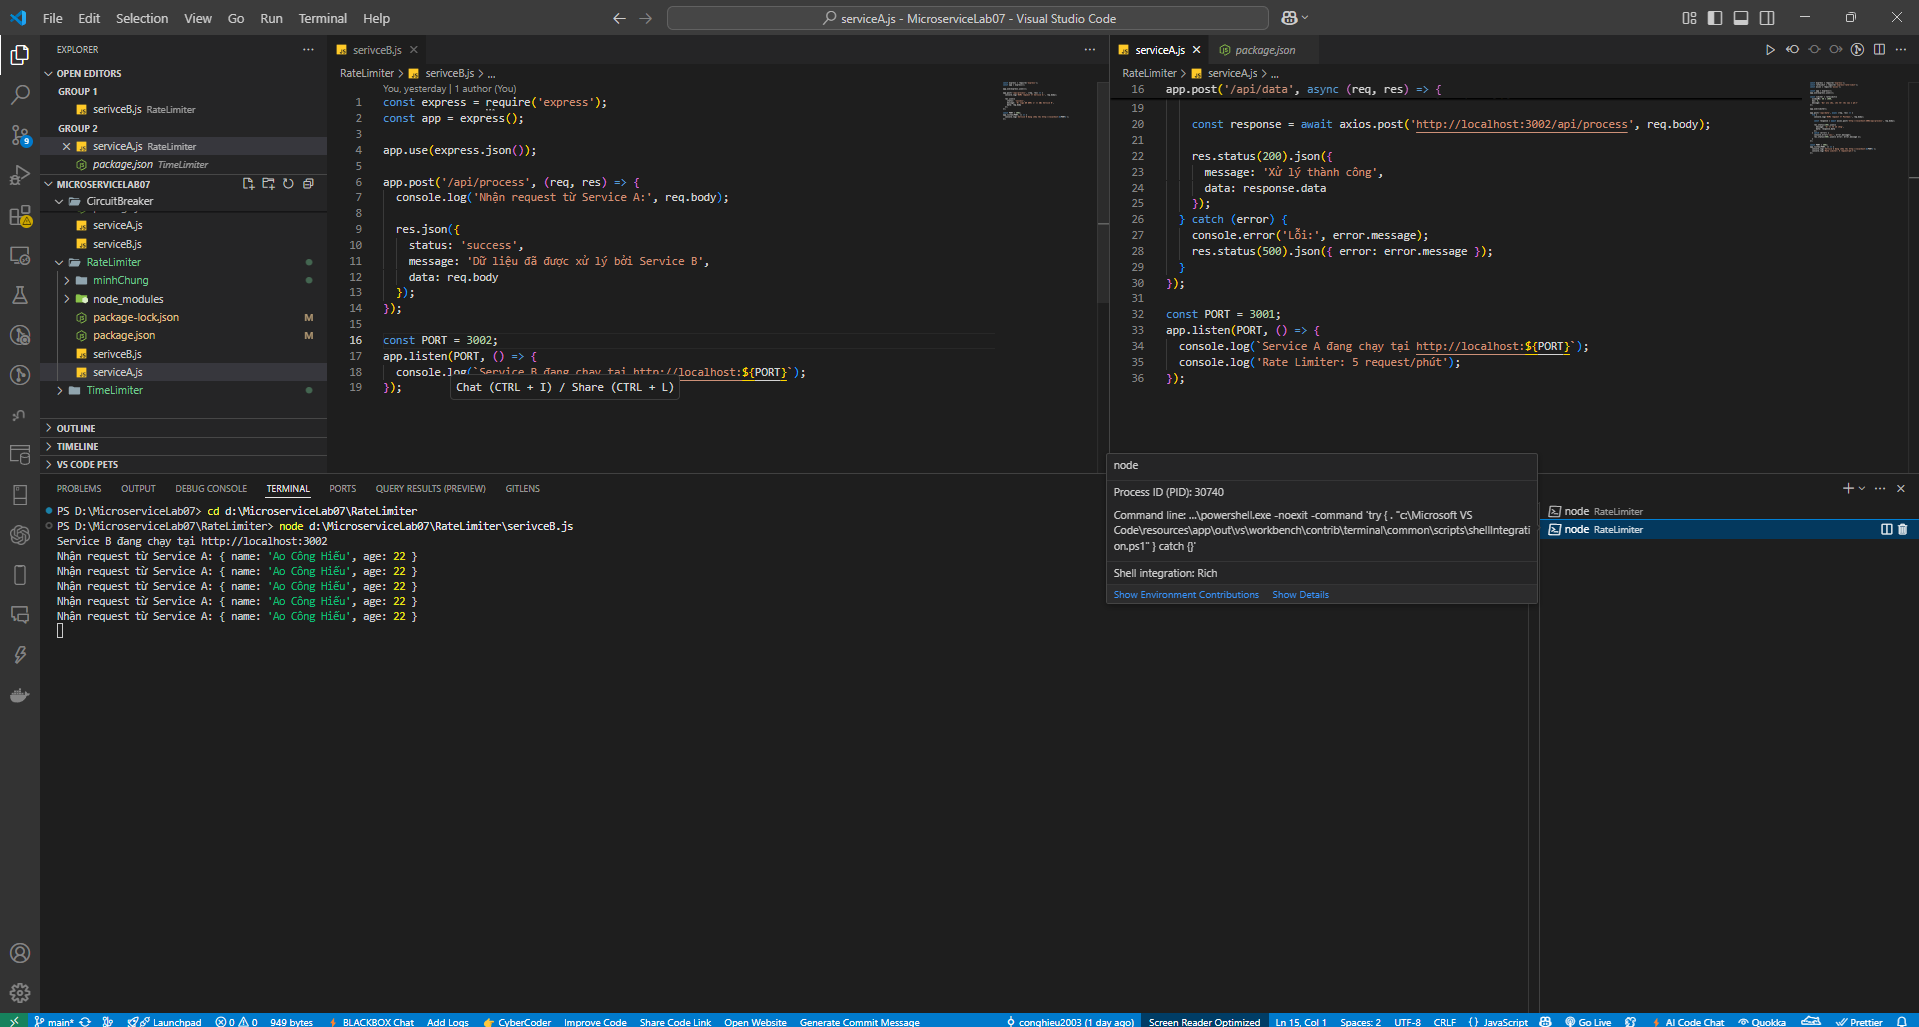 File Edit Selection View Go Run Terminal Help
serviceA.js - MicroserviceLab07 - Visual Studio Code
EXPLORER
OPEN EDITORS
GROUP 1
serivceB.js RateLimiter
GROUP 2
serviceA.js RateLimiter
package.json TimeLimiter
MICROSERVICELAB07
CircuitBreaker
serviceA.js
serviceB.js
RateLimiter
minhChung
node_modules
package-lock.json M
package.json M
serivceB.js
serviceA.js
TimeLimiter
OUTLINE
TIMELINE
VS CODE PETS
9
serivceB.js
RateLimiter > serivceB.js > ...
You, yesterday | 1 author (You)
1 const express = require('express');
2 const app = express();
3
4 app.use(express.json());
5
6 app.post('/api/process', (req, res) => {
7 console.log('Nhận request từ Service A:', req.body);
8
9 res.json({
10 status: 'success',
11 message: 'Dữ liệu đã được xử lý bởi Service B',
12 data: req.body
13 });
14 });
15
16 const PORT = 3002;
17 app.listen(PORT, () => {
18 console.log(`Service B đang chạy tại http://localhost:${PORT}`);
19 });
Chat (CTRL + I) / Share (CTRL + L)
serviceA.js package.json
RateLimiter > serviceA.js > ...
16 app.post('/api/data', async (req, res) => {
19
20 const response = await axios.post('http://localhost:3002/api/process', req.body);
21
22 res.status(200).json({
23 message: 'Xử lý thành công',
24 data: response.data
25 });
26 } catch (error) {
27 console.error('Lỗi:', error.message);
28 res.status(500).json({ error: error.message });
29 }
30 });
31
32 const PORT = 3001;
33 app.listen(PORT, () => {
34 console.log(`Service A đang chạy tại http://localhost:${PORT}`);
35 console.log('Rate Limiter: 5 request/phút');
36 });
PROBLEMS OUTPUT DEBUG CONSOLE TERMINAL PORTS QUERY RESULTS (PREVIEW) GITLENS
PS D:\MicroserviceLab07> cd d:\MicroserviceLab07\RateLimiter
PS D:\MicroserviceLab07\RateLimiter> node d:\MicroserviceLab07\RateLimiter\serivceB.js
Service B đang chạy tại http://localhost:3002
Nhận request từ Service A: { name: 'Ao Công Hiếu', age: 22 }
Nhận request từ Service A: { name: 'Ao Công Hiếu', age: 22 }
Nhận request từ Service A: { name: 'Ao Công Hiếu', age: 22 }
Nhận request từ Service A: { name: 'Ao Công Hiếu', age: 22 }
Nhận request từ Service A: { name: 'Ao Công Hiếu', age: 22 }
node
Process ID (PID): 30740
Command line: ...\powershell.exe -noexit -command 'try { . "c:\Microsoft VS
Code\resources\app\out\vs\workbench\contrib\terminal\common\scripts\shellIntegrati
on.ps1" } catch {}'
Shell integration: Rich
Show Environment Contributions Show Details
node RateLimiter
node RateLimiter
main* Launchpad 0 0 949 bytes BLACKBOX Chat Add Logs CyberCoder Improve Code Share Code Link Open Website Generate Commit Message conghieu2003 (1 day ago) Screen Reader Optimized Ln 15, Col 1 Spaces: 2 UTF-8 CRLF {} JavaScript Go Live AI Code Chat Quokka Prettier